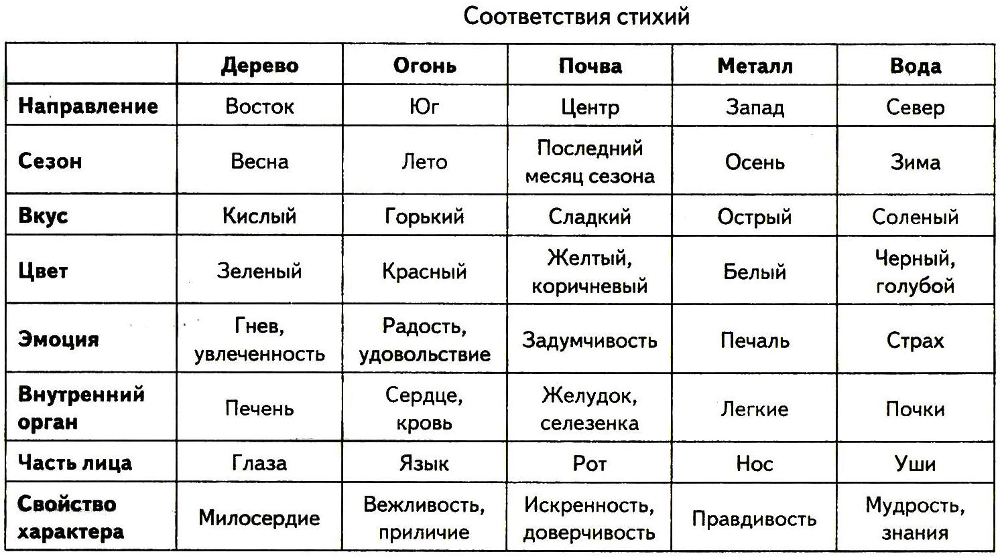 Соответствия стихий
Дерево Огонь Почва Металл Вода
Направление Восток Юг Центр Запад Север
Сезон Весна Лето Последний месяц сезона Осень Зима
Вкус Кислый Горький Сладкий Острый Соленый
Цвет Зеленый Красный Желтый, коричневый Белый Черный, голубой
Эмоция Гнев, увлеченность Радость, удовольствие Задумчивость Печаль Страх
Внутренний орган Печень Сердце, кровь Желудок, селезенка Легкие Почки
Часть лица Глаза Язык Рот Нос Уши
Свойство характера Милосердие Вежливость, приличие Искренность, доверчивость Правдивость Мудрость, знания